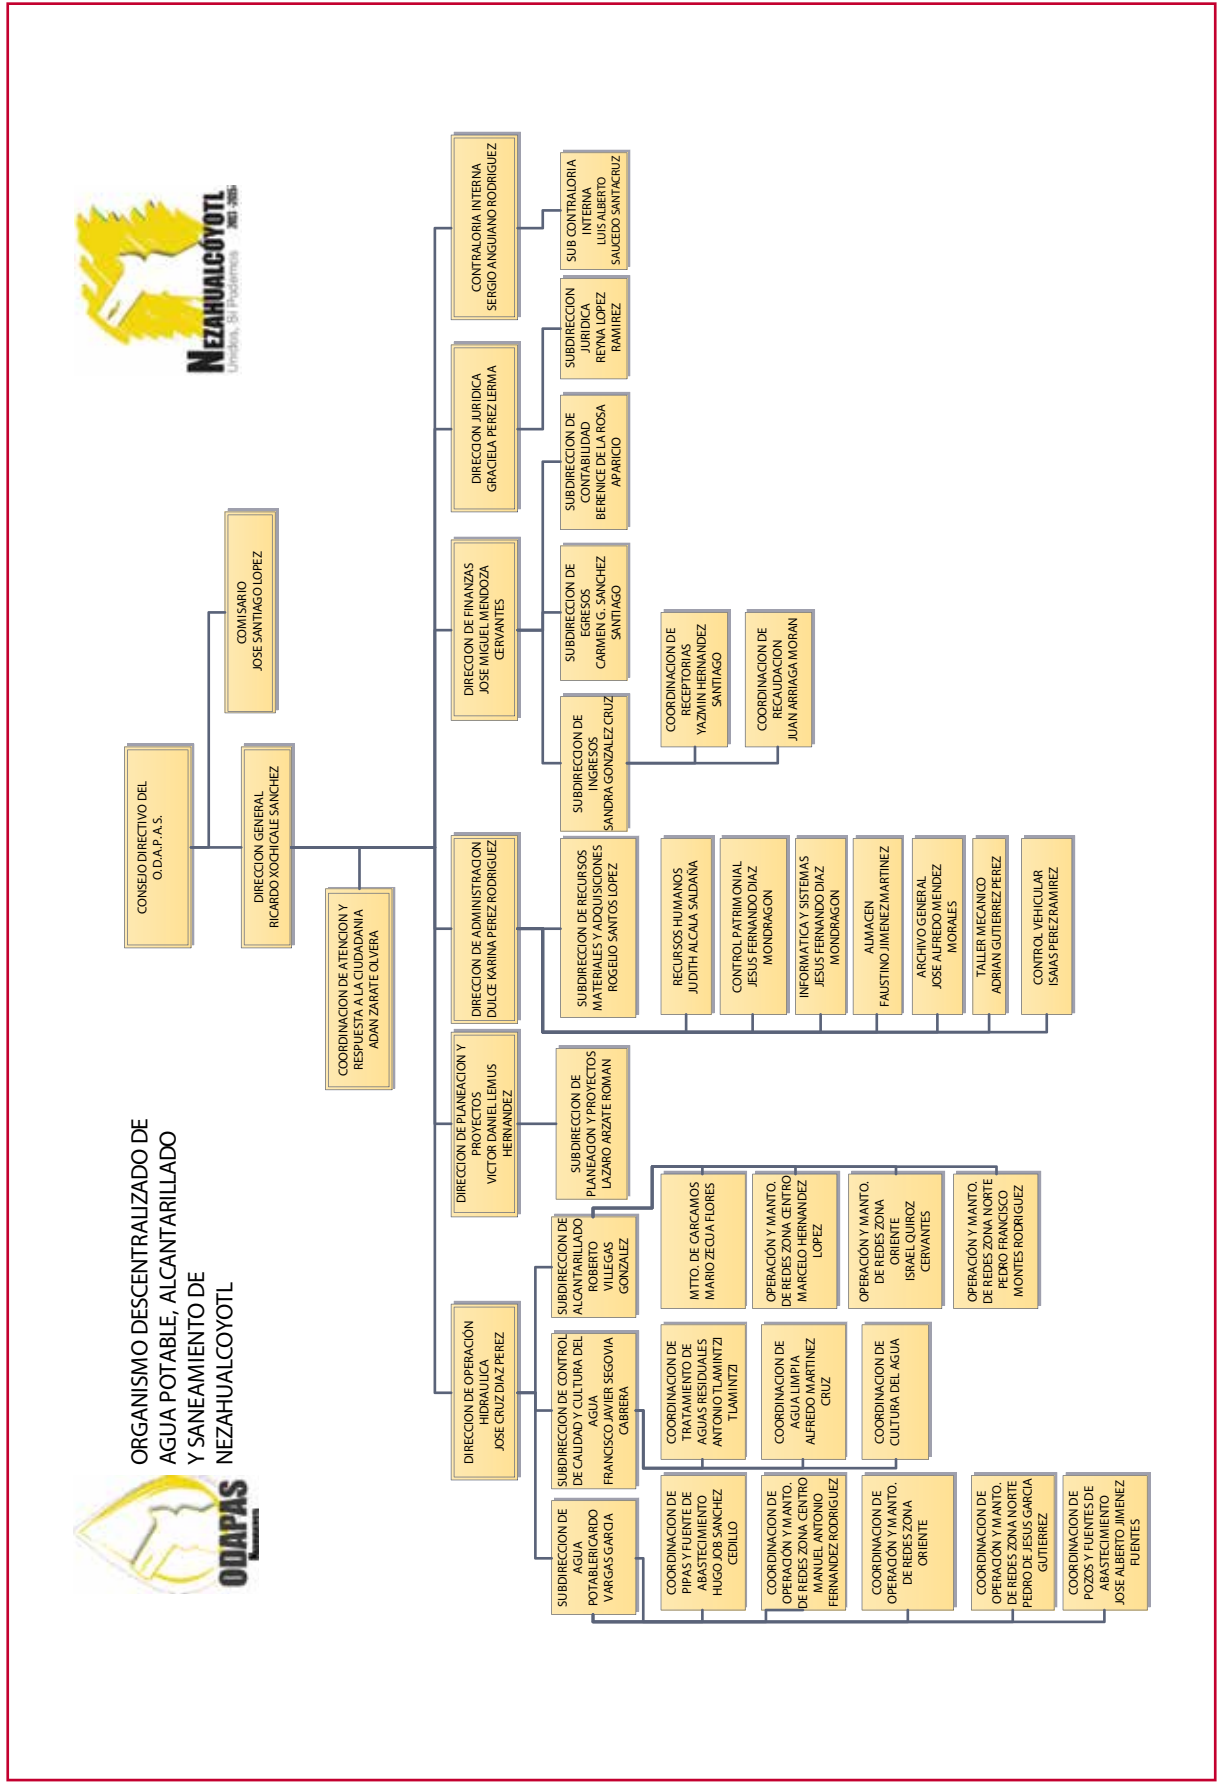 ORGANISMO DESCENTRALIZADO DE
AGUA POTABLE, ALCANTARILLADO
Y SANEAMIENTO DE
NEZAHUALCOYOTL
ODAPAS
NEZAHUALCÓYOTL
Unidos, Sí Podemos
CONSEJO DIRECTIVO DEL
O.D.A.P.A.S.
COMISARIO
JOSE SANTIAGO LOPEZ
DIRECCION GENERAL
RICARDO XOCHICALE SANCHEZ
COORDINACION DE ATENCION Y
RESPUESTA A LA CIUDADANIA
ADAN ZARATE OLVERA
DIRECCION DE OPERACIÓN
HIDRAULICA
JOSE CRUZ DIAZ PEREZ
DIRECCION DE PLANEACION Y
PROYECTOS
VICTOR DANIEL LEMUS
HERNANDEZ
DIRECCION DE ADMINISTRACION
DULCE KARINA PEREZ RODRIGUEZ
DIRECCION DE FINANZAS
JOSE MIGUEL MENDOZA
CERVANTES
DIRECCION JURIDICA
GRACIELA PEREZ LERMA
CONTRALORIA INTERNA
SERGIO ANGUIANO RODRIGUEZ
SUBDIRECCION DE
AGUA
POTABLERICARDO
VARGAS GARCIA
SUBDIRECCION DE CONTROL
DE CALIDAD Y CULTURA DEL
AGUA
FRANCISCO JAVIER SEGOVIA
CABRERA
SUBDIRECCION DE
ALCANTARILLADO
ROBERTO
VILLEGAS
GONZALEZ
SUBDIRECCION DE
PLANEACION Y PROYECTOS
LAZARO ARZATE ROMAN
SUBDIRECCION DE RECURSOS
MATERIALES Y ADQUISICIONES
ROGELIO SANTOS LOPEZ
SUBDIRECCION DE
INGRESOS
SANDRA GONZALEZ CRUZ
SUBDIRECCION DE
EGRESOS
CARMEN G. SANCHEZ
SANTIAGO
SUBDIRECCION DE
CONTABILIDAD
BERENICE DE LA ROSA
APARICIO
SUBDIRECCION
JURIDICA
REYNA LOPEZ
RAMIREZ
SUB CONTRALORIA
INTERNA
LUIS ALBERTO
SAUCEDO SANTACRUZ
COORDINACION DE
PIPAS Y FUENTE DE
ABASTECIMIENTO
HUGO JOB SANCHEZ
CEDILLO
COORDINACION DE
OPERACIÓN Y MANTO.
DE REDES ZONA CENTRO
MANUEL ANTONIO
FERNANDEZ RODRIGUEZ
COORDINACION DE
OPERACIÓN Y MANTO.
DE REDES ZONA
ORIENTE
COORDINACION DE
OPERACIÓN Y MANTO.
DE REDES ZONA NORTE
PEDRO DE JESUS GARCIA
GUTIERREZ
COORDINACION DE
POZOS Y FUENTES DE
ABASTECIMIENTO
JOSE ALBERTO JIMENEZ
FUENTES
COORDINACION DE
TRATAMIENTO DE
AGUAS RESIDUALES
ANTONIO TLAMINTZI
TLAMINTZI
COORDINACION DE
AGUA LIMPIA
ALFREDO MARTINEZ
CRUZ
COORDINACION DE
CULTURA DEL AGUA
MTTO. DE CARCAMOS
MARIO ZECUA FLORES
OPERACIÓN Y MANTO.
DE REDES ZONA CENTRO
MARCELO HERNANDEZ
LOPEZ
OPERACIÓN Y MANTO.
DE REDES ZONA
ORIENTE
ISRAEL QUIROZ
CERVANTES
OPERACIÓN Y MANTO.
DE REDES ZONA NORTE
PEDRO FRANCISCO
MONTES RODRIGUEZ
RECURSOS HUMANOS
JUDITH ALCALA SALDAÑA
CONTROL PATRIMONIAL
JESUS FERNANDO DIAZ
MONDRAGON
INFORMATICA Y SISTEMAS
JESUS FERNANDO DIAZ
MONDRAGON
ALMACEN
FAUSTINO JIMENEZ MARTINEZ
ARCHIVO GENERAL
JOSE ALFREDO MENDEZ
MORALES
TALLER MECANICO
ADRIAN GUTIERREZ PEREZ
CONTROL VEHICULAR
ISAIAS PEREZ RAMIREZ
COORDINACION DE
RECEPTORIAS
YAZMIN HERNANDEZ
SANTIAGO
COORDINACION DE
RECAUDACION
JUAN ARRIAGA MORAN